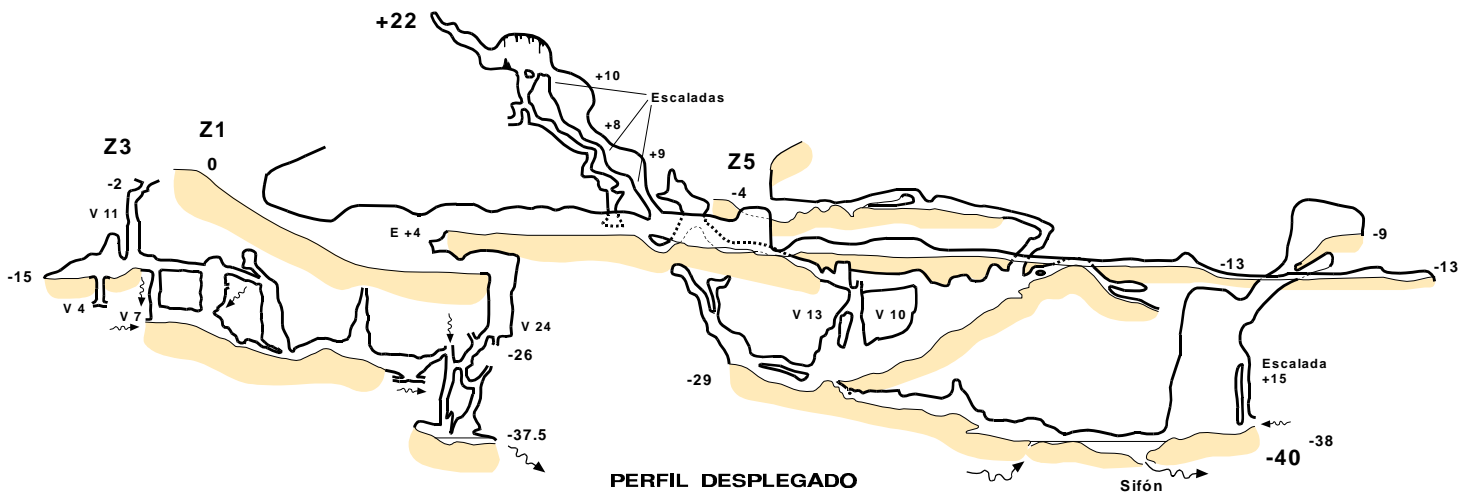 +22
+10
Escaladas
+8
+9
Z3
Z1
0
Z5
-2
-4
V 11
E +4
-9
-15
-13
-13
V 4
V 7
V 24
V 13
V 10
-26
-29
Escalada
+15
-37.5
-38
-40
PERFIL DESPLEGADO
Sifón